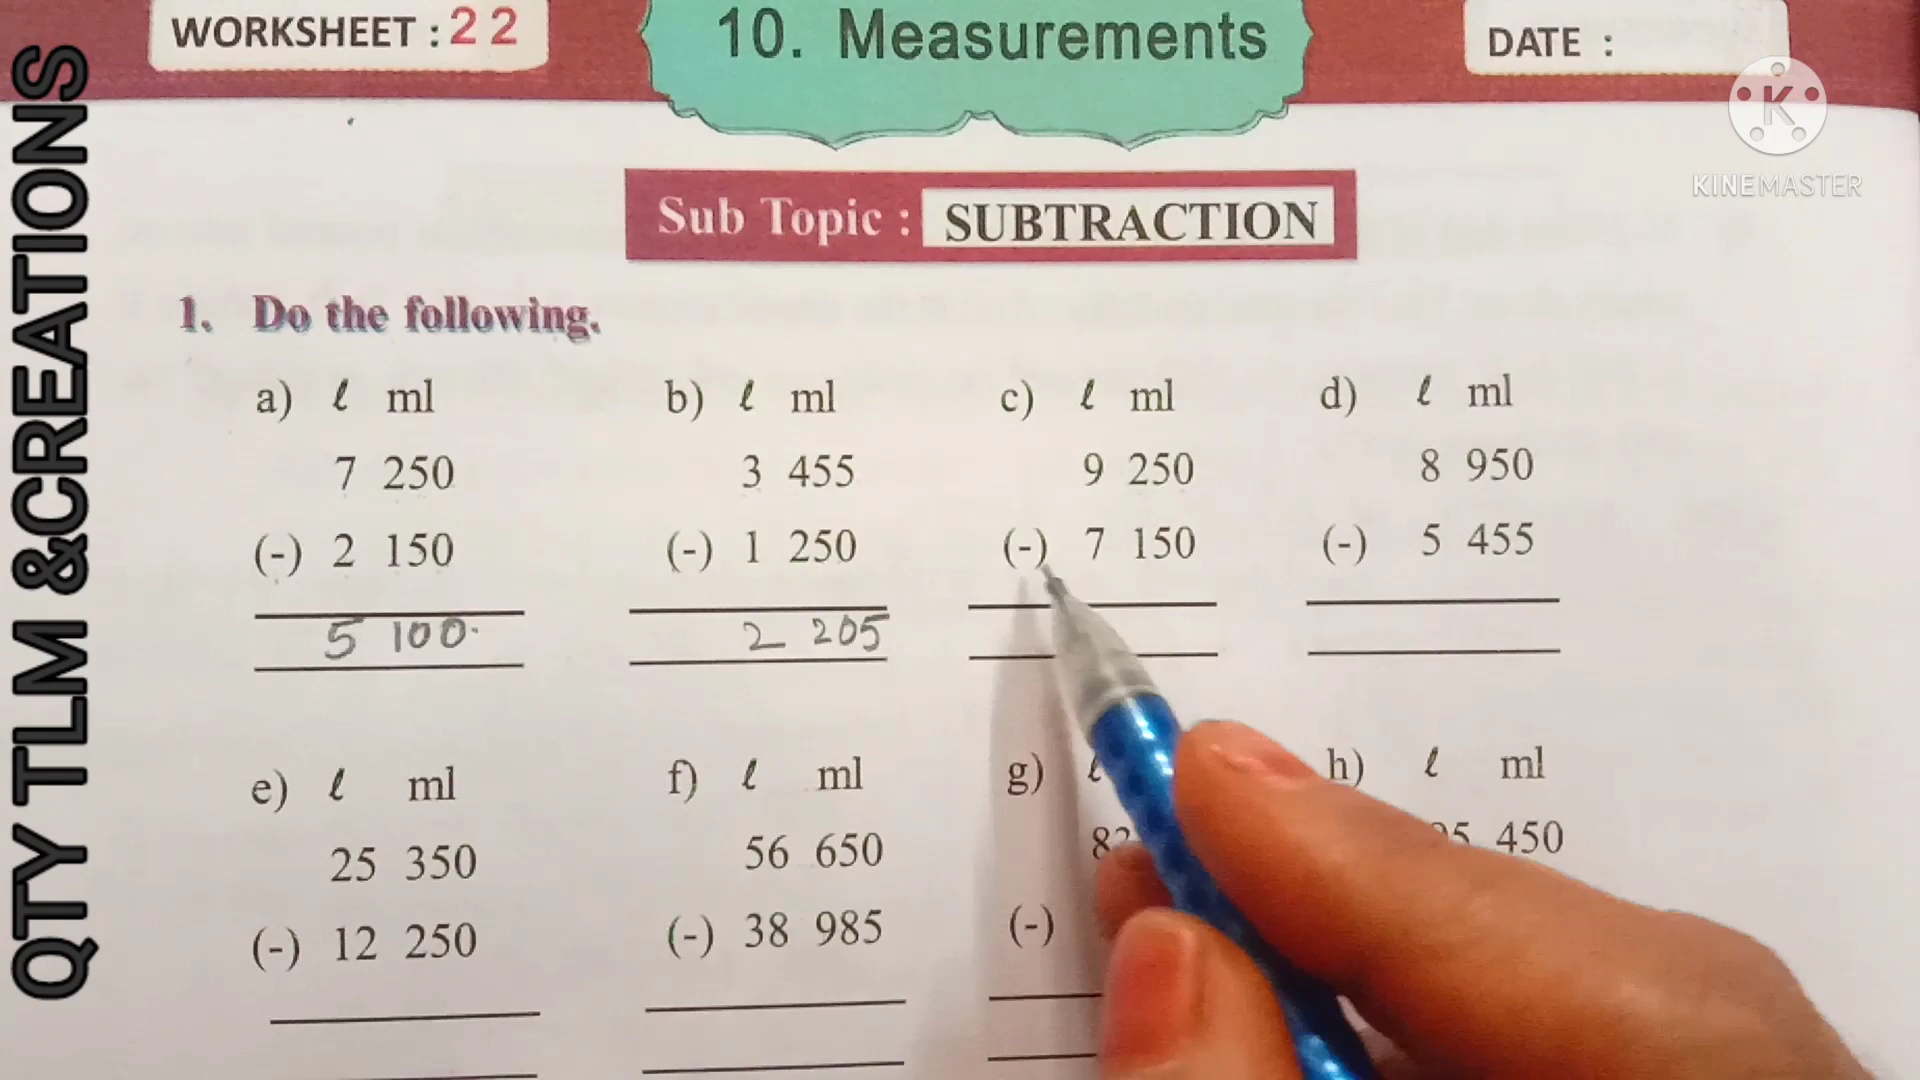 WORKSHEET : 22
10. Measurements
DATE :
KINEMASTER
QTY TLM &CREATIONS
Sub Topic : SUBTRACTION
1. Do the following.
a) ℓ ml b) ℓ ml c) ℓ ml d) ℓ ml
7 250 3 455 9 250 8 950
(-) 2 150 (-) 1 250 (-) 7 150 (-) 5 455
5 100. 2 205
e) ℓ ml f) ℓ ml g) ℓ h) ℓ ml
25 350 56 650 450
(-) 12 250 (-) 38 985 (-)